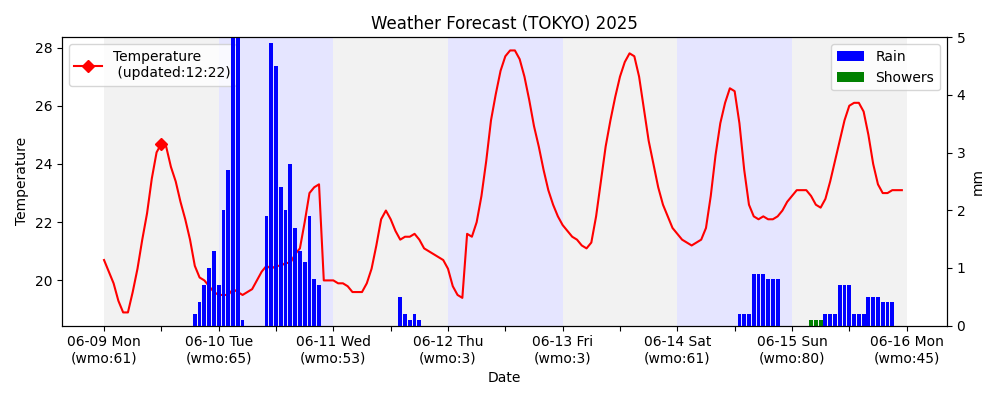 Weather Forecast (TOKYO) 2025
Temperature
(updated:12:22)
Rain
Showers
28
26
24
22
20
Temperature
5
4
3
2
1
0
mm
06-09 Mon
(wmo:61)
06-10 Tue
(wmo:65)
06-11 Wed
(wmo:53)
06-12 Thu
(wmo:3)
06-13 Fri
(wmo:3)
06-14 Sat
(wmo:61)
06-15 Sun
(wmo:80)
06-16 Mon
(wmo:45)
Date